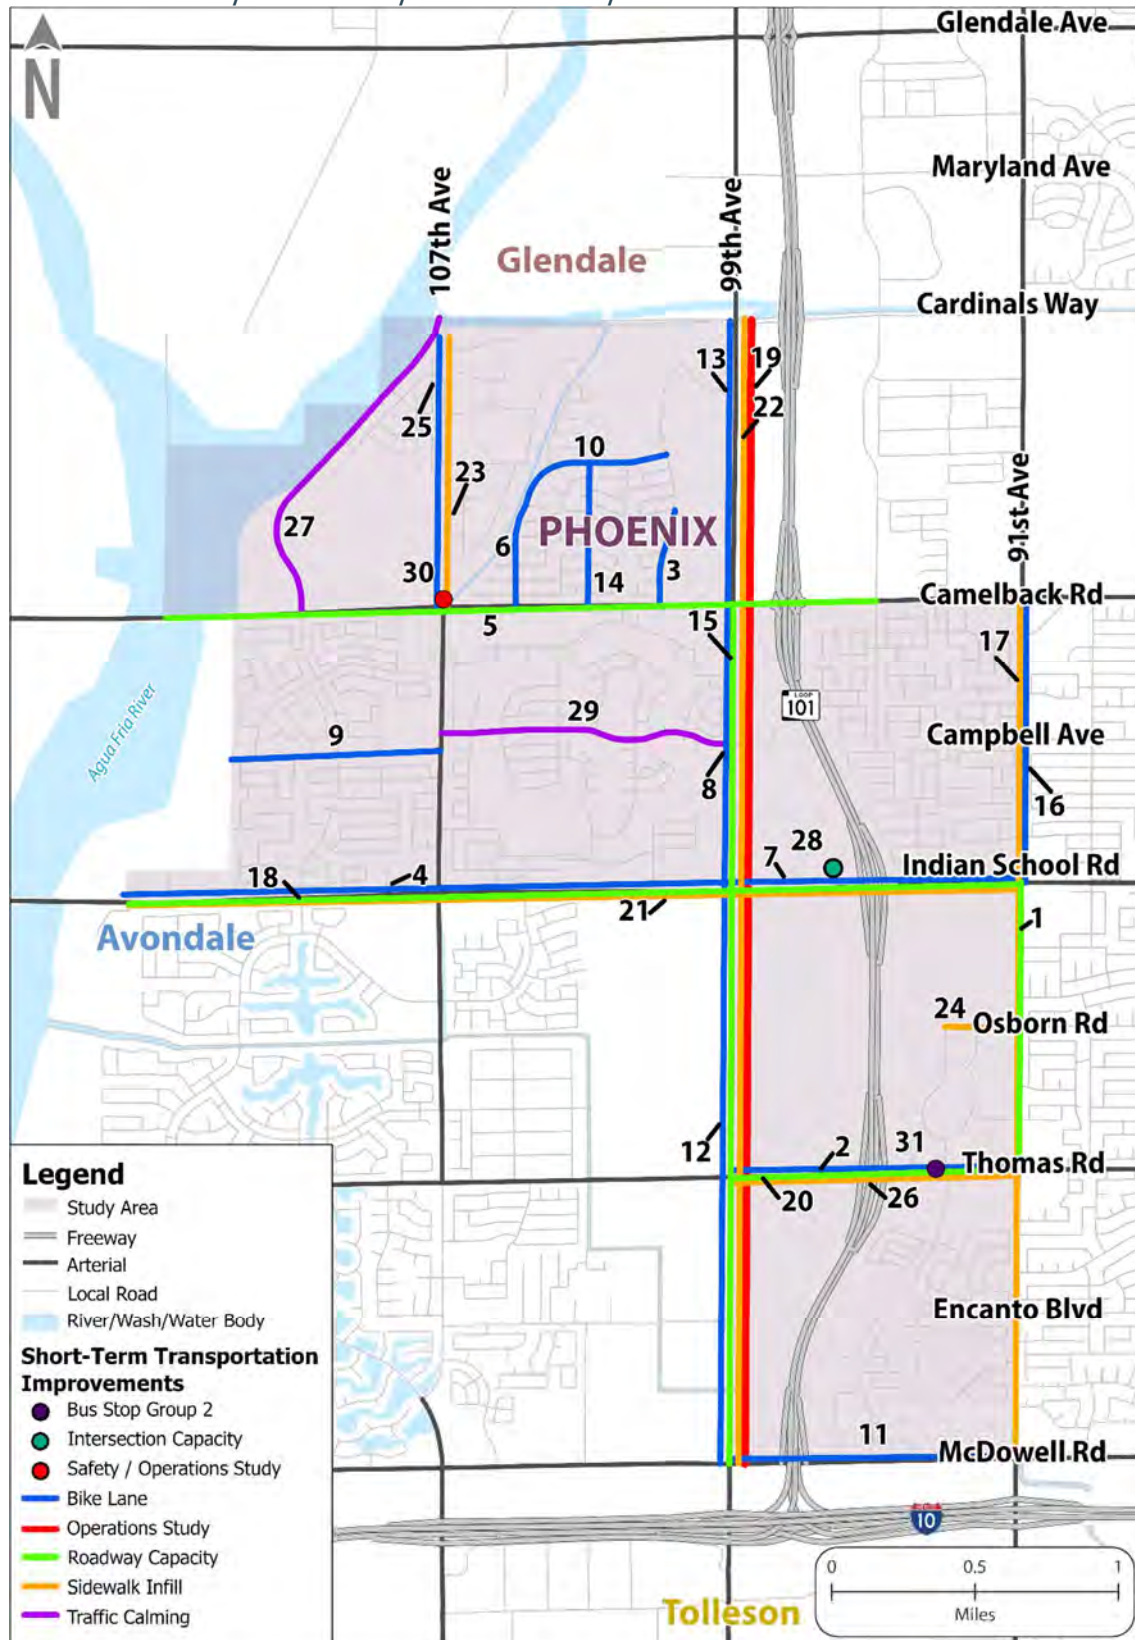 Glendale Ave
N
Maryland Ave
107th Ave
99th Ave
Glendale
Cardinals Way
13
19
25
22
10
23
91st Ave
27
PHOENIX
6
30
14
3
Camelback Rd
5
15
17
LOOP
101
Agua Fria River
29
9
Campbell Ave
8
16
28
7
Indian School Rd
18
4
21
1
Avondale
24
Osborn Rd
12
2
31
Thomas Rd
20
26
Encanto Blvd
11
McDowell Rd
10
Tolleson
Legend
Study Area
Freeway
Arterial
Local Road
River/Wash/Water Body
Short-Term Transportation
Improvements
Bus Stop Group 2
Intersection Capacity
Safety / Operations Study
Bike Lane
Operations Study
Roadway Capacity
Sidewalk Infill
Traffic Calming
0 0.5 1
Miles